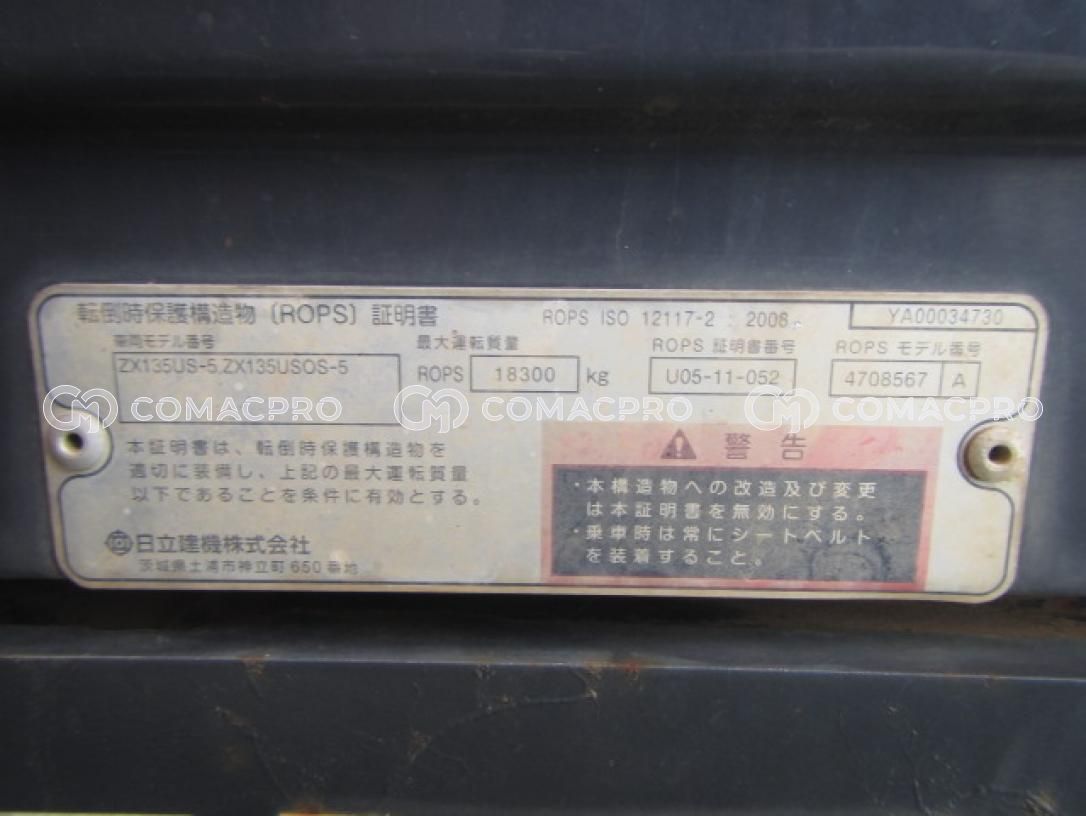 転倒時保護構造物〔ROPS〕証明書
ROPS ISO 12117-2 : 2008
YA00034730
車両モデル番号
ZX135US-5,ZX135USOS-5
最大運転質量
ROPS 18300 kg
ROPS 証明書番号
U05-11-052
ROPS モデル番号
4708567 A
COMACPRO COMACPRO COMACPRO
本証明書は、転倒時保護構造物を
適切に装備し、上記の最大運転質量
以下であることを条件に有効とする。
日立建機株式会社
茨城県土浦市神立町 650 番地
警告
・本構造物への改造及び変更
は本証明書を無効にする。
・乗車時は常にシートベルト
を装着すること。